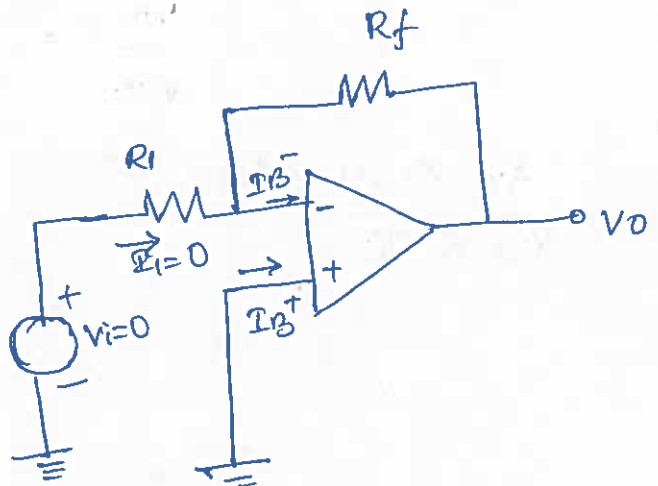 Rf
R1
IB-
-
Vo
I1=0
+
IB+
+
Vi=0
-